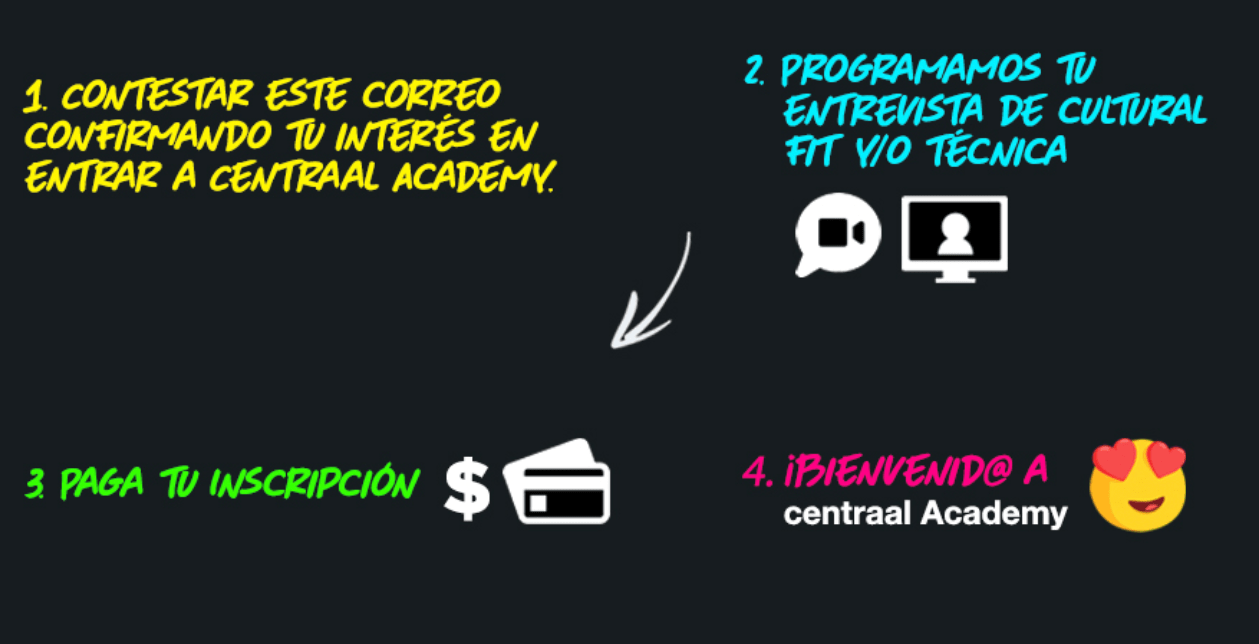 1. CONTESTAR ESTE CORREO
CONFIRMANDO TU INTERÉS EN
ENTRAR A CENTRAAL ACADEMY.
2. PROGRAMAMOS TU
ENTREVISTA DE CULTURAL
FIT Y/O TÉCNICA
3. PAGA TU INSCRIPCIÓN
$
4. ¡BIENVENID@ A
centraal Academy